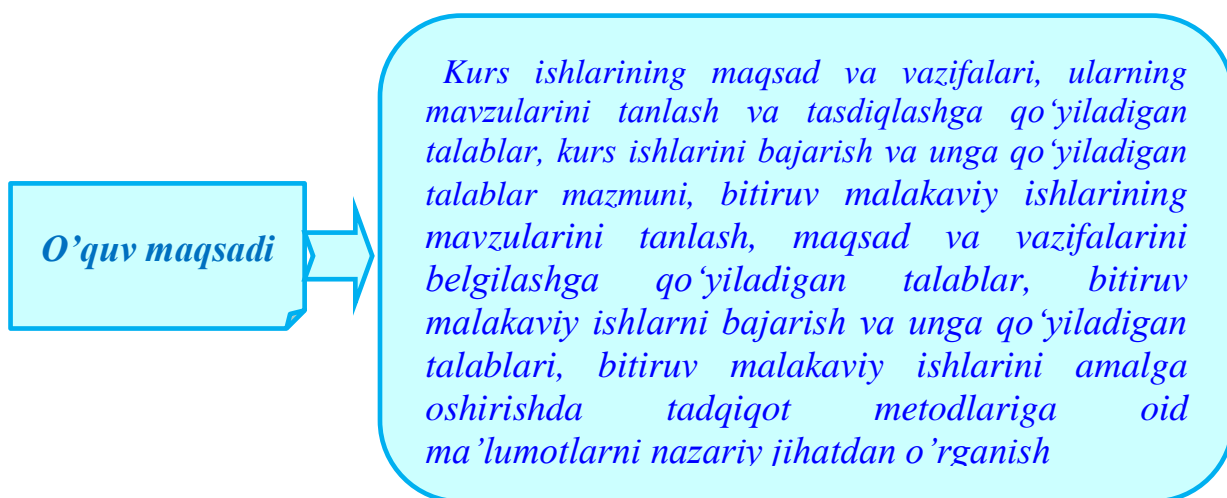 O’quv maqsadi
Kurs ishlarining maqsad va vazifalari, ularning
mavzularini tanlash va tasdiqlashga qo‘yiladigan
talablar, kurs ishlarini bajarish va unga qo‘yiladigan
talablar mazmuni, bitiruv malakaviy ishlarining
mavzularini tanlash, maqsad va vazifalarini
belgilashga qo‘yiladigan talablar, bitiruv
malakaviy ishlarni bajarish va unga qo‘yiladigan
talablari, bitiruv malakaviy ishlarini amalga
oshirishda tadqiqot metodlariga oid
ma’lumotlarni nazariy jihatdan o’rganish